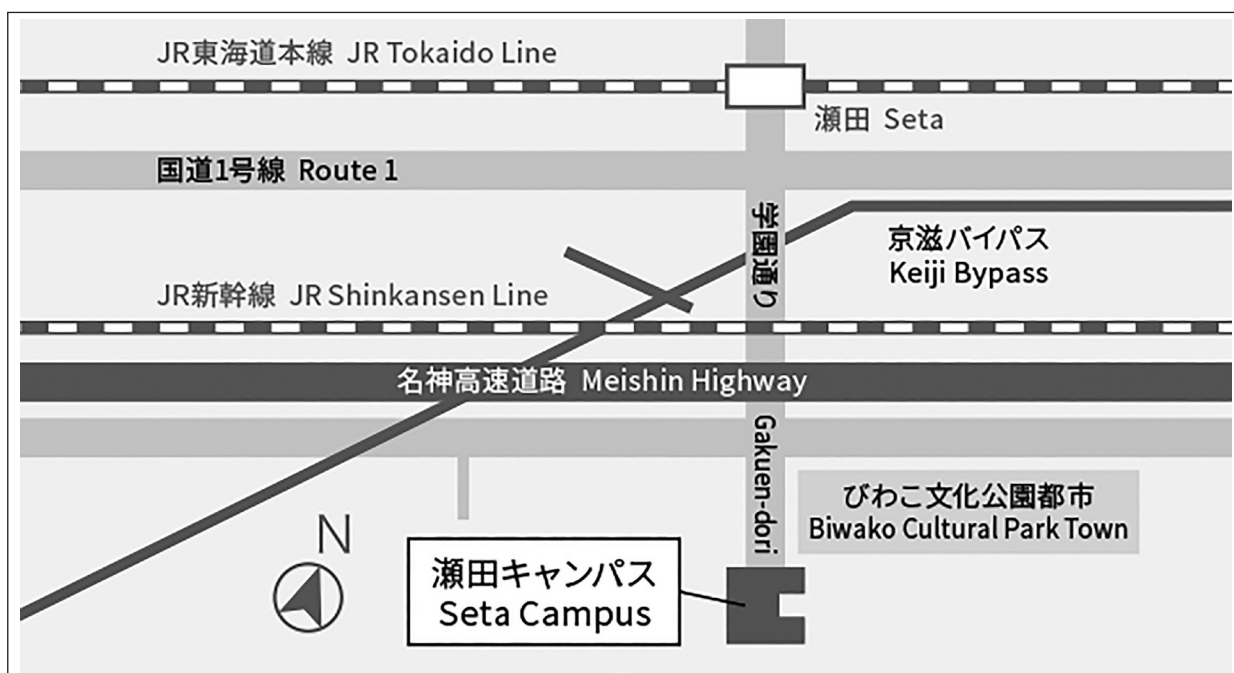 JR東海道本線 JR Tokaido Line
瀬田 Seta
国道1号線 Route 1
学園通り
京滋バイパス
Keiji Bypass
JR新幹線 JR Shinkansen Line
名神高速道路 Meishin Highway
Gakuen-dori
びわこ文化公園都市
Biwako Cultural Park Town
N
瀬田キャンパス
Seta Campus